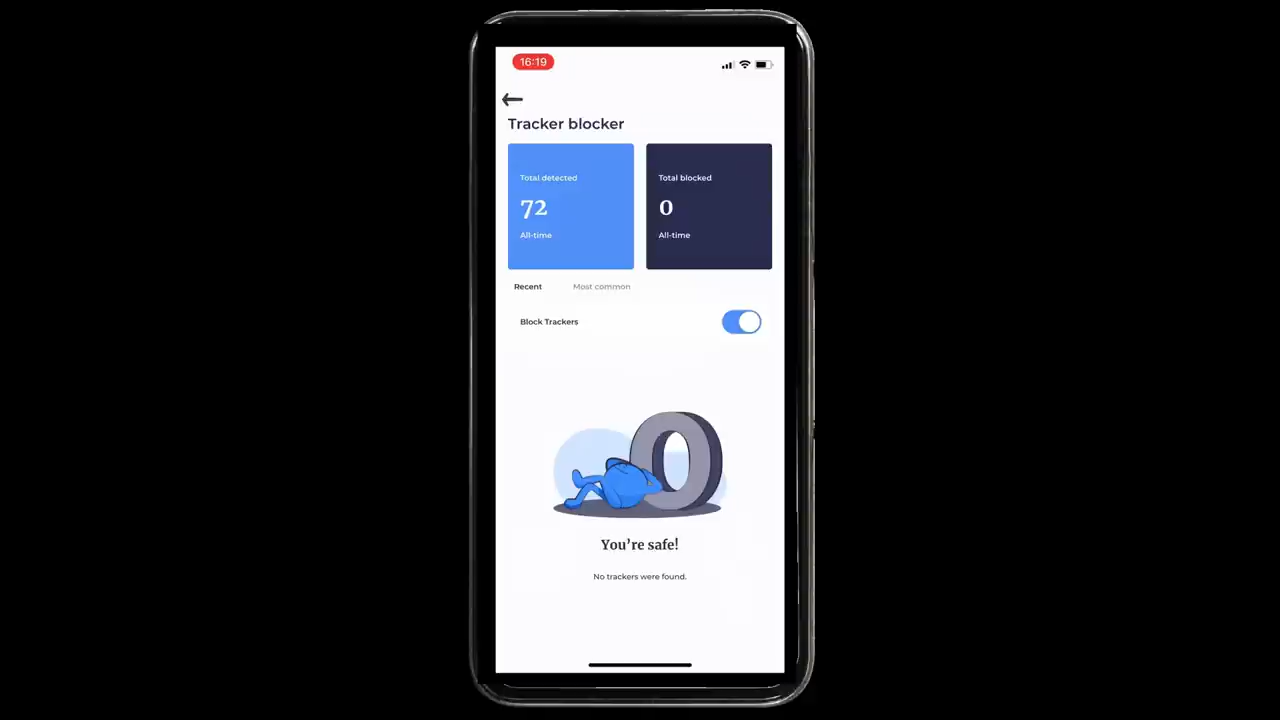 16:19
Tracker blocker
Total detected
72
All-time
Total blocked
0
All-time
Recent
Most common
Block Trackers
0
You're safe!
No trackers were found.